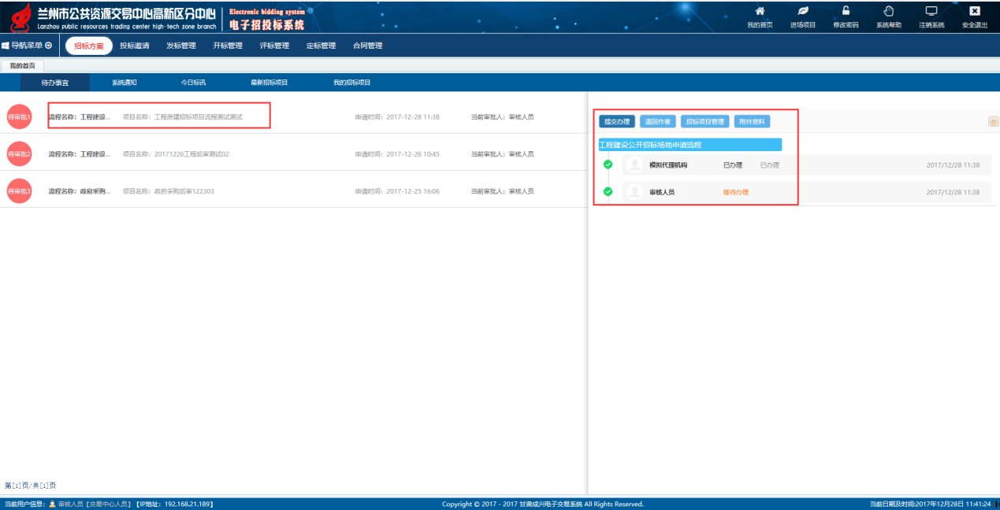 兰州市公共资源交易中心高新区分中心
Lanzhou public resources trading center high-tech zone branch
Electronic bidding system
电子招投标系统
我的首页 进场项目 修改密码 系统帮助 注销系统 安全退出
导航菜单 招标方案 投标邀请 发标管理 开标管理 评标管理 定标管理 合同管理
我的首页
待办事宜 系统通知 今日标讯 最新招标项目 我的招标项目
待审批1 流程名称：工程建设... 项目名称：工程房建招标项目流程测试测试 申请时间：2017-12-28 11:38 当前审批人：审核人员
待审批2 流程名称：工程建设... 项目名称：20171226工程后审测试02 申请时间：2017-12-26 10:45 当前审批人：审核人员
待审批3 流程名称：政府采购... 项目名称：政府采购后审122303 申请时间：2017-12-25 16:06 当前审批人：审核人员
提交办理 退回作者 招标项目管理 附件资料
工程建设公开招标场地申请流程
模拟代理机构 已办理 已办理 2017/12/28 11:38
审核人员 等待办理 2017/12/28 11:38
第[1]页/共[1]页
当前用户信息： 审核人员【交易中心人员】【IP地址：192.168.21.189】 Copyright © 2017 - 2017 甘肃成兴电子交易系统 All Rights Reserved. 当前日期及时间:2017年12月28日 11:41:24